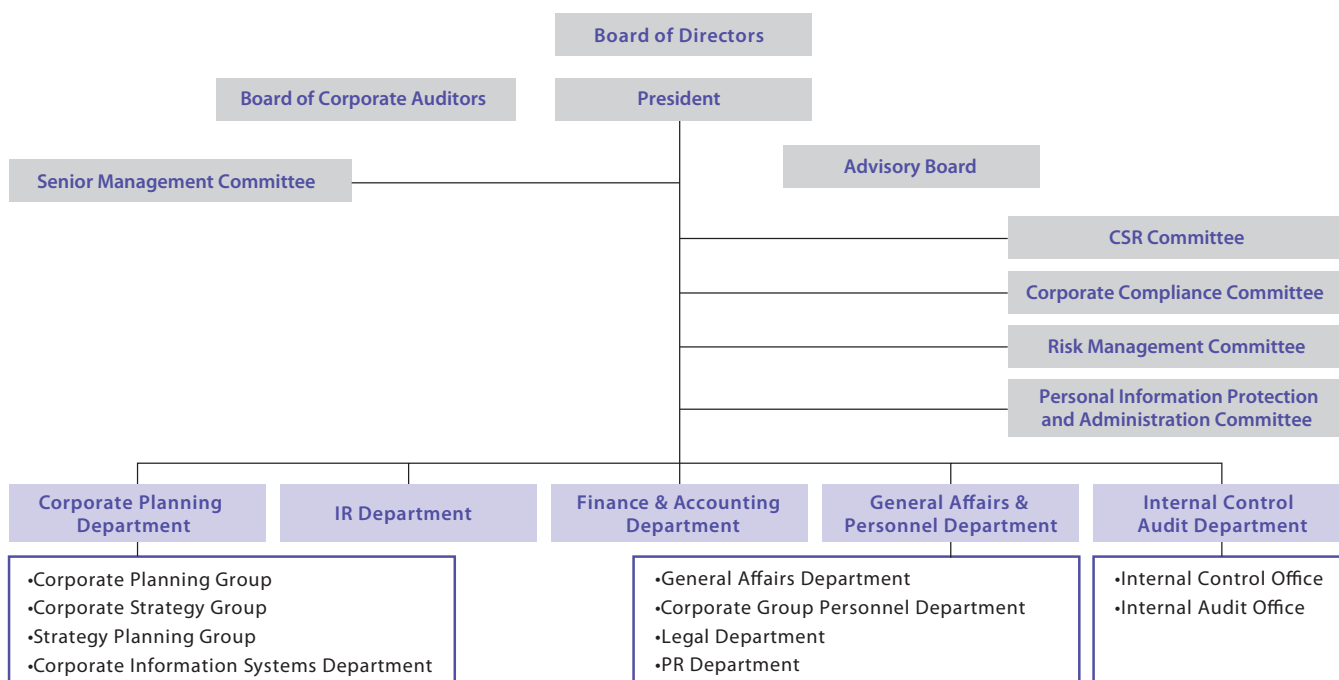 Board of Directors
Board of Corporate Auditors
President
Senior Management Committee
Advisory Board
CSR Committee
Corporate Compliance Committee
Risk Management Committee
Personal Information Protection
and Administration Committee
Corporate Planning
Department
IR Department
Finance & Accounting
Department
General Affairs &
Personnel Department
Internal Control
Audit Department
•Corporate Planning Group
•Corporate Strategy Group
•Strategy Planning Group
•Corporate Information Systems Department
•General Affairs Department
•Corporate Group Personnel Department
•Legal Department
•PR Department
•Internal Control Office
•Internal Audit Office